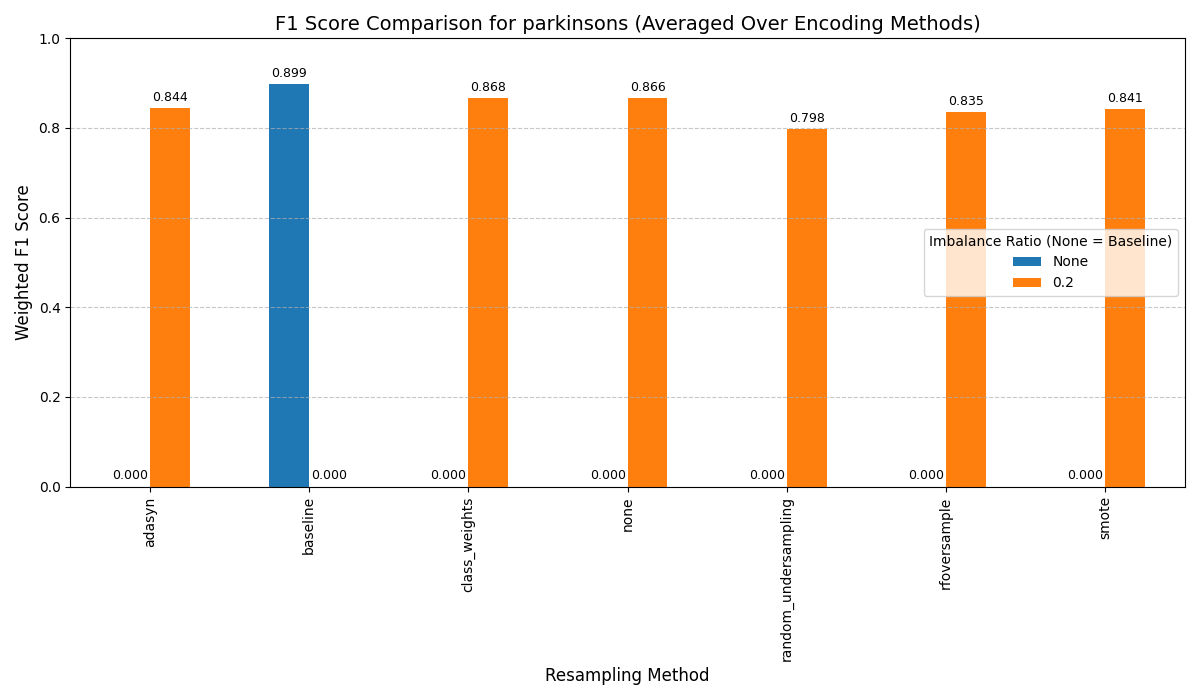 F1 Score Comparison for parkinsons (Averaged Over Encoding Methods)
Weighted F1 Score
1.0
0.8
0.6
0.4
0.2
0.0
0.000 0.844
0.899 0.000
0.000 0.868
0.000 0.866
0.000 0.798
0.000 0.835
0.000 0.841
Imbalance Ratio (None = Baseline)
None
0.2
adasyn
baseline
class_weights
none
random_undersampling
rfoversample
smote
Resampling Method